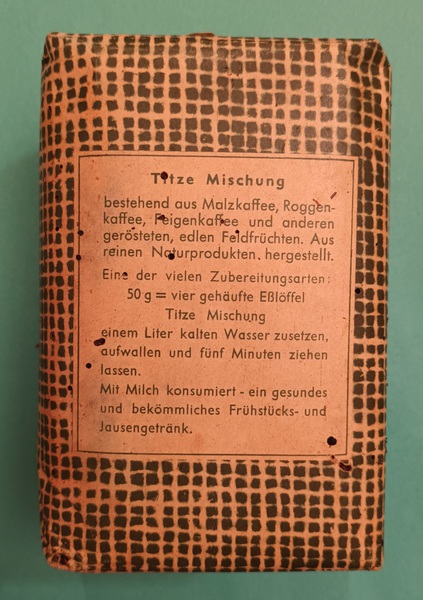 Titze Mischung
bestehend aus Malzkaffee, Roggen-
kaffee, Feigenkaffee und anderen
gerösteten, edlen Feldfrüchten. Aus
reinen Naturprodukten hergestellt.
Eine der vielen Zubereitungsarten:
50 g = vier gehäufte Eßlöffel
Titze Mischung
einem Liter kalten Wasser zusetzen,
aufwallen und fünf Minuten ziehen
lassen.
Mit Milch konsumiert - ein gesundes
und bekömmliches Frühstücks- und
Jausengetränk.